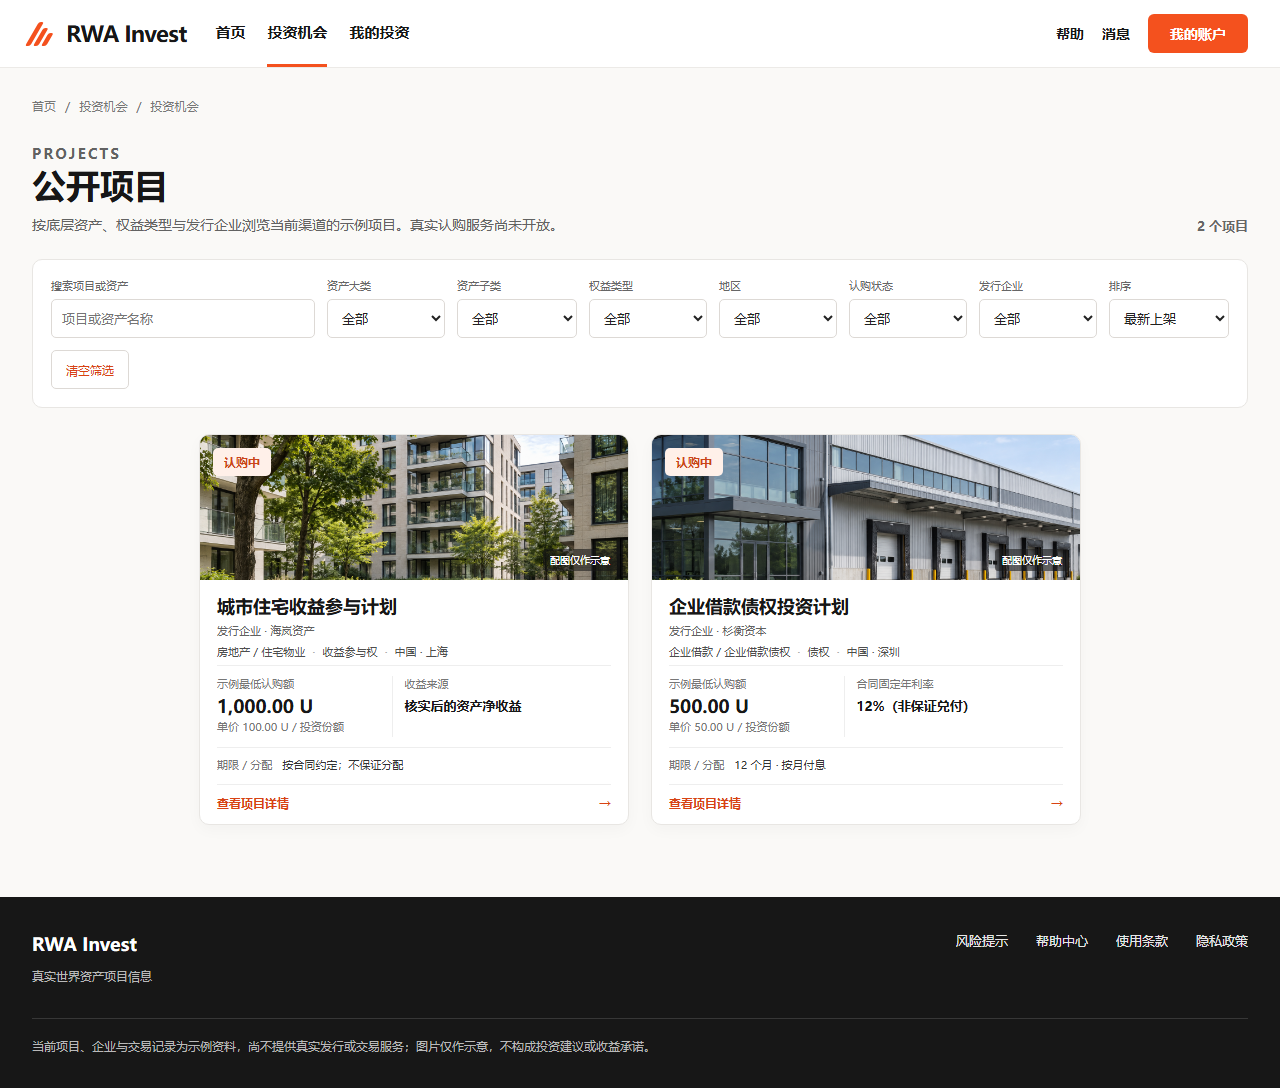 RWA Invest 首页 投资机会 我的投资 帮助 消息 我的账户
首页 / 投资机会 / 投资机会
PROJECTS
公开项目
按底层资产、权益类型与发行企业浏览当前渠道的示例项目。真实认购服务尚未开放。 2 个项目
搜索项目或资产 资产大类 资产子类 权益类型 地区 认购状态 发行企业 排序
项目或资产名称 全部 全部 全部 全部 全部 全部 最新上架
清空筛选
认购中
配图仅作示意
城市住宅收益参与计划
发行企业 · 海岚资产
房地产 / 住宅物业 · 收益参与权 · 中国 · 上海
示例最低认购额 收益来源
1,000.00 U 核实后的资产净收益
单价 100.00 U / 投资份额
期限 / 分配 按合同约定；不保证分配
查看项目详情 →
认购中
配图仅作示意
企业借款债权投资计划
发行企业 · 杉衡资本
企业借款 / 企业借款债权 · 债权 · 中国 · 深圳
示例最低认购额 合同固定年利率
500.00 U 12%（非保证兑付）
单价 50.00 U / 投资份额
期限 / 分配 12 个月 · 按月付息
查看项目详情 →
RWA Invest 风险提示 帮助中心 使用条款 隐私政策
真实世界资产项目信息
当前项目、企业与交易记录为示例资料，尚不提供真实发行或交易服务；图片仅作示意，不构成投资建议或收益承诺。